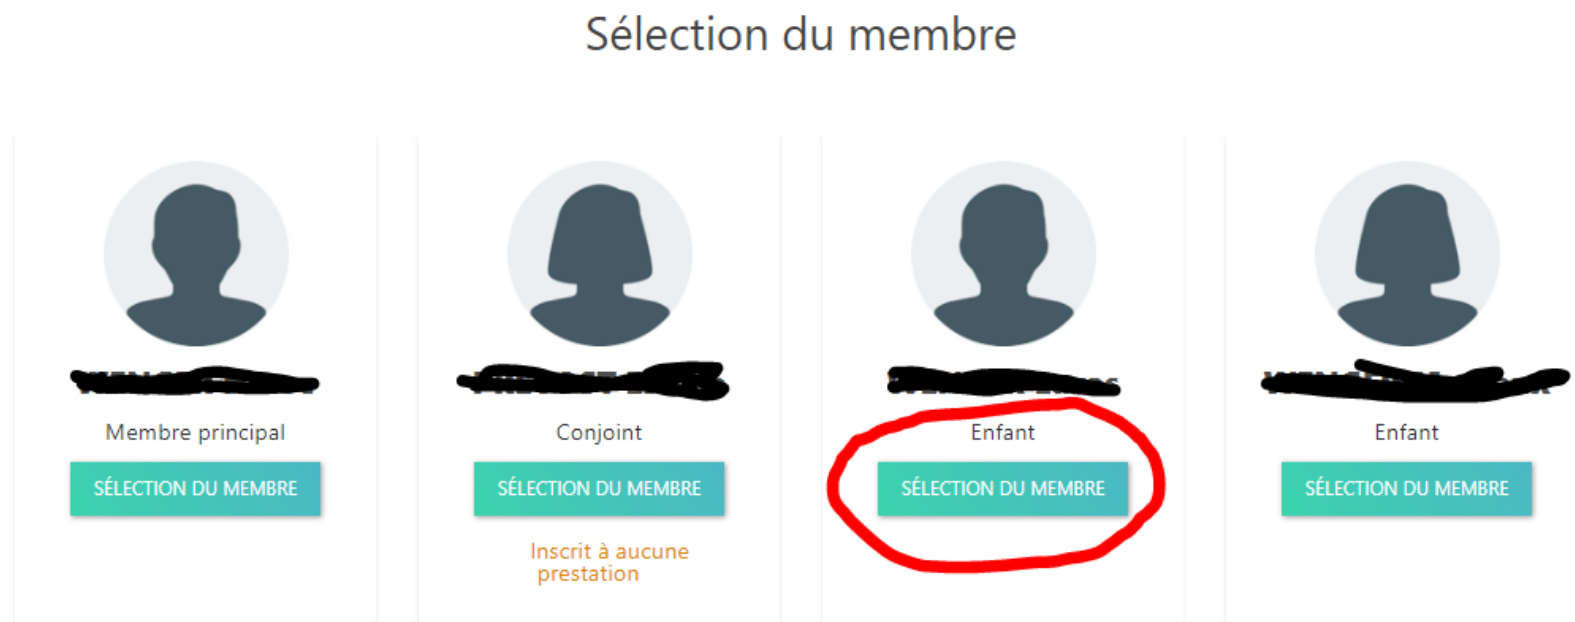 Sélection du membre
Membre principal
SÉLECTION DU MEMBRE
Conjoint
SÉLECTION DU MEMBRE
Inscrit à aucune
prestation
Enfant
SÉLECTION DU MEMBRE
Enfant
SÉLECTION DU MEMBRE